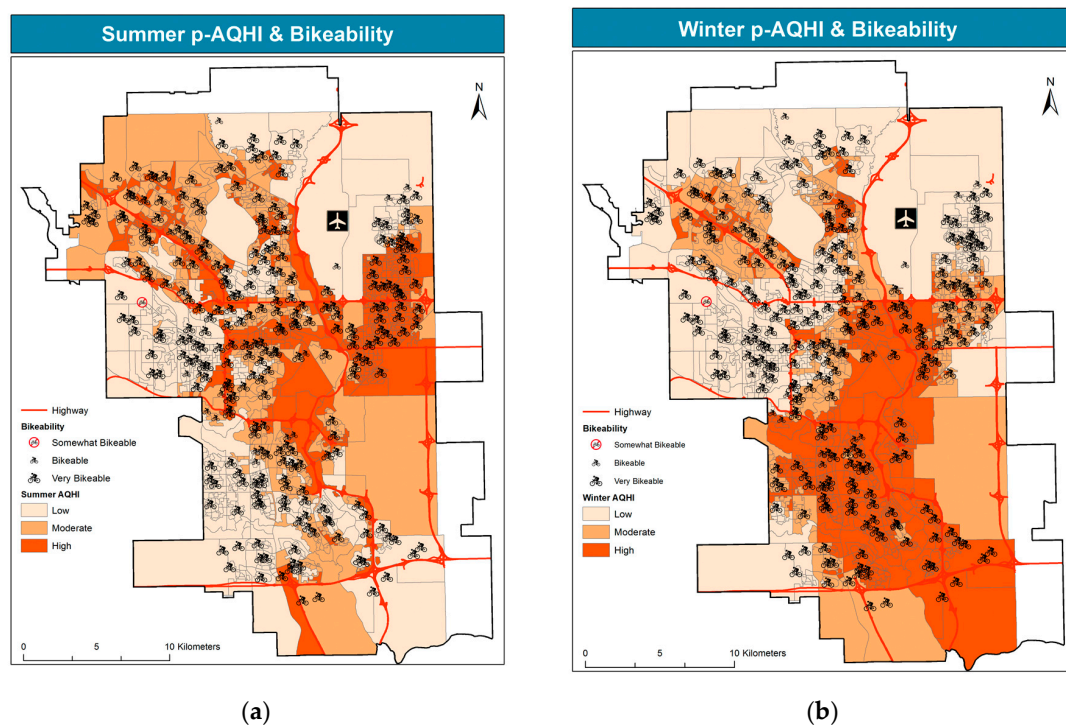 Summer p-AQHI & Bikeability
N
Highway
Bikeability
Somewhat Bikeable
Bikeable
Very Bikeable
Summer AQHI
Low
Moderate
High
0 5 10 Kilometers
(a)
Winter p-AQHI & Bikeability
N
Highway
Bikeability
Somewhat Bikeable
Bikeable
Very Bikeable
Winter AQHI
Low
Moderate
High
0 5 10 Kilometers
(b)